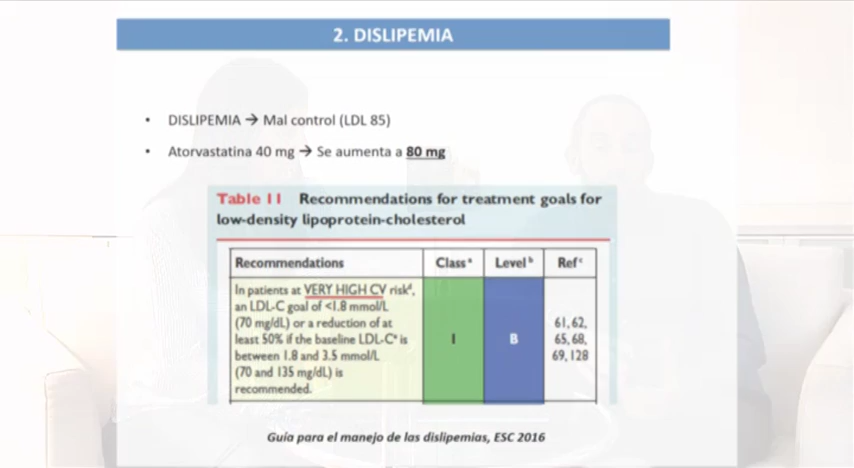 2. DISLIPEMIA
• DISLIPEMIA → Mal control (LDL 85)
• Atorvastatina 40 mg → Se aumenta a 80 mg
Table 11 Recommendations for treatment goals for
low-density lipoprotein-cholesterol
Recommendations Class a Level b Ref c
In patients at VERY HIGH CV risk d,
an LDL-C goal of <1.8 mmol/L
(70 mg/dL) or a reduction of at
least 50% if the baseline LDL-C e is
between 1.8 and 3.5 mmol/L
(70 and 135 mg/dL) is
recommended.
I
B
61, 62,
65, 68,
69, 128
Guía para el manejo de las dislipemias, ESC 2016